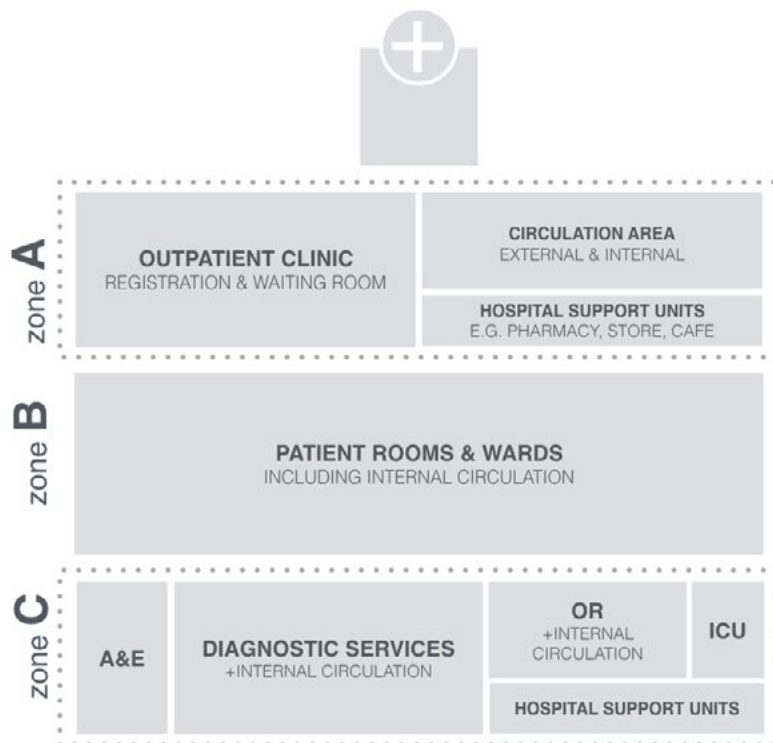 zone A
OUTPATIENT CLINIC
REGISTRATION & WAITING ROOM
CIRCULATION AREA
EXTERNAL & INTERNAL
HOSPITAL SUPPORT UNITS
E.G. PHARMACY, STORE, CAFE
zone B
PATIENT ROOMS & WARDS
INCLUDING INTERNAL CIRCULATION
zone C
A&E
DIAGNOSTIC SERVICES
+INTERNAL CIRCULATION
OR
+INTERNAL
CIRCULATION
ICU
HOSPITAL SUPPORT UNITS